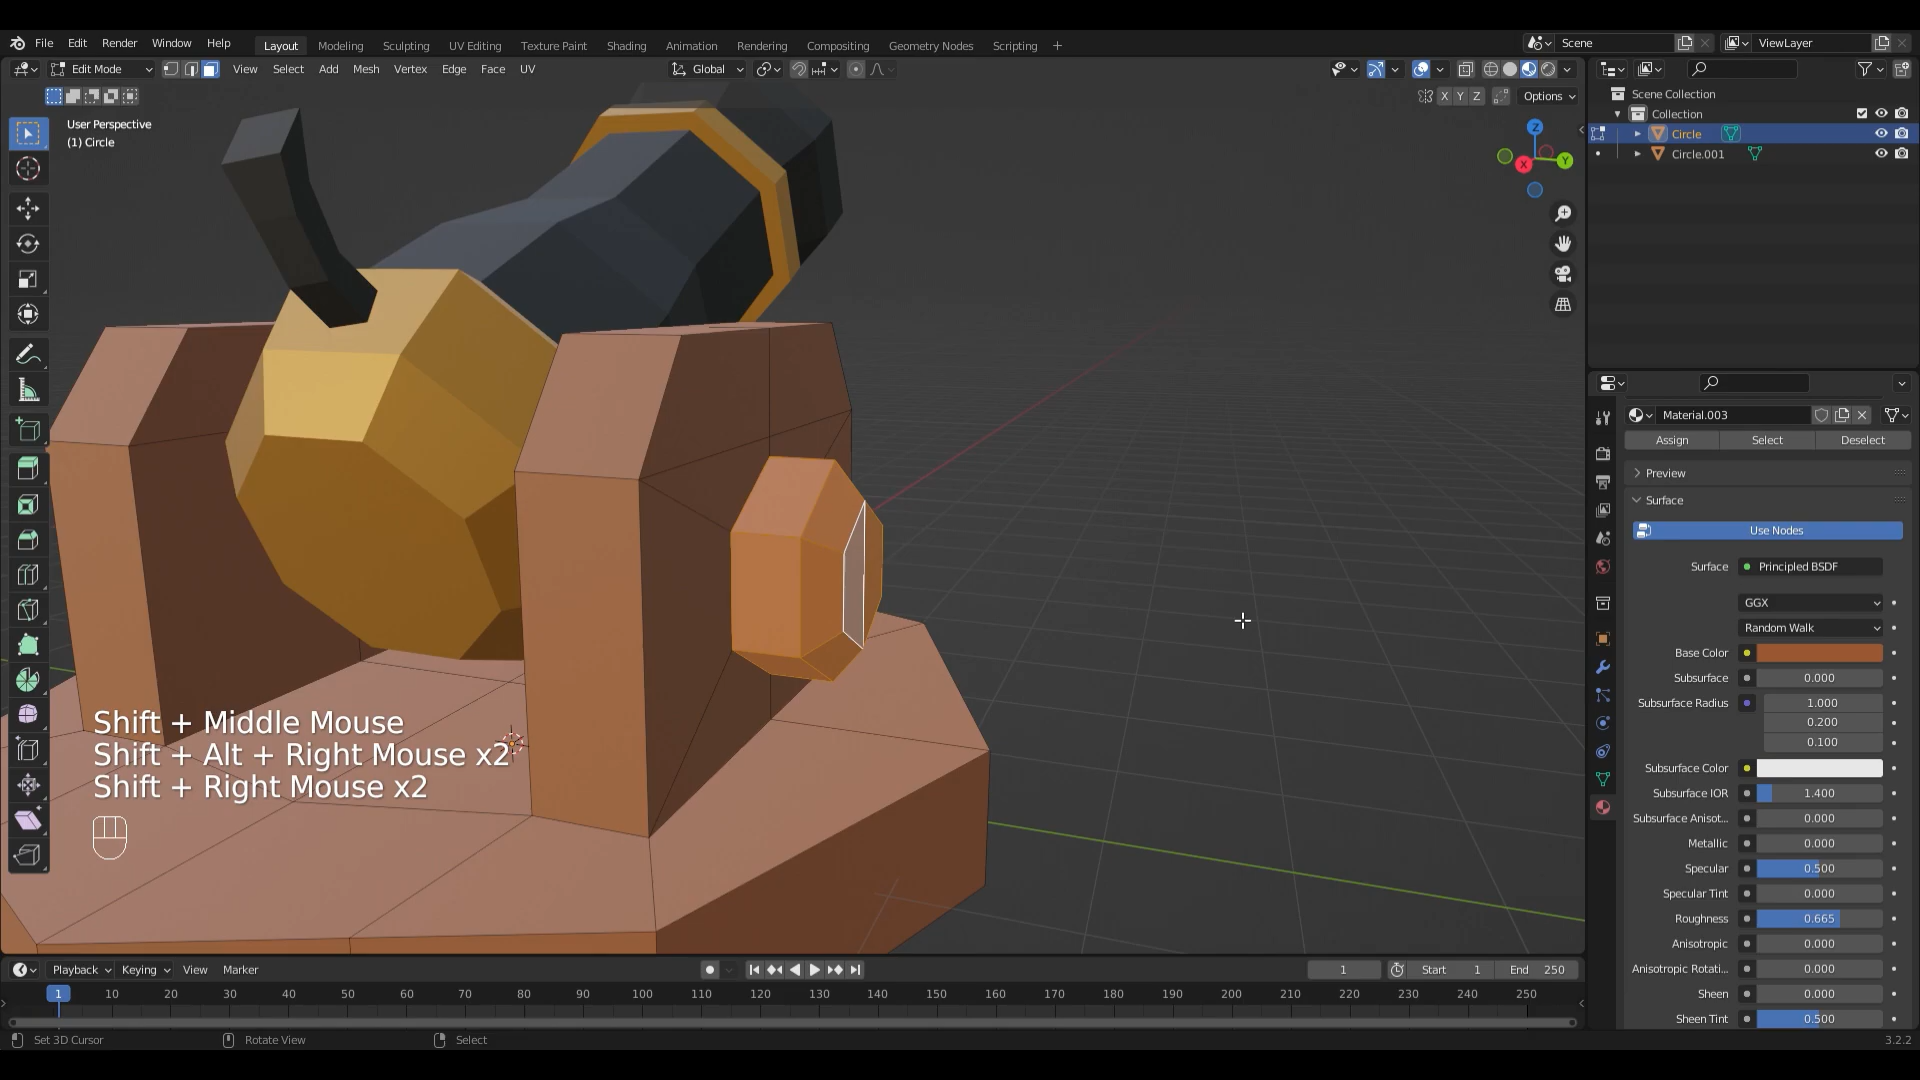 File Edit Render Window Help Layout Modeling Sculpting UV Editing Texture Paint Shading Animation Rendering Compositing Geometry Nodes Scripting + Scene ViewLayer
Edit Mode View Select Add Mesh Vertex Edge Face UV Global
X Y Z Options
User Perspective
(1) Circle
Z
X
Y
Scene Collection
Collection
Circle
Circle.001
Material.003
Assign Select Deselect
Preview
Surface
Use Nodes
Surface Principled BSDF
GGX
Random Walk
Base Color
Subsurface 0.000
Subsurface Radius 1.000
0.200
0.100
Subsurface Color
Subsurface IOR 1.400
Subsurface Anisot... 0.000
Metallic 0.000
Specular 0.500
Specular Tint 0.000
Roughness 0.665
Anisotropic 0.000
Anisotropic Rotati... 0.000
Sheen 0.000
Sheen Tint 0.500
Shift + Middle Mouse
Shift + Alt + Right Mouse x2
Shift + Right Mouse x2
Playback Keying View Marker 1 Start 1 End 250
1 10 20 30 40 50 60 70 80 90 100 110 120 130 140 150 160 170 180 190 200 210 220 230 240 250
Set 3D Cursor Rotate View Select 3.2.2